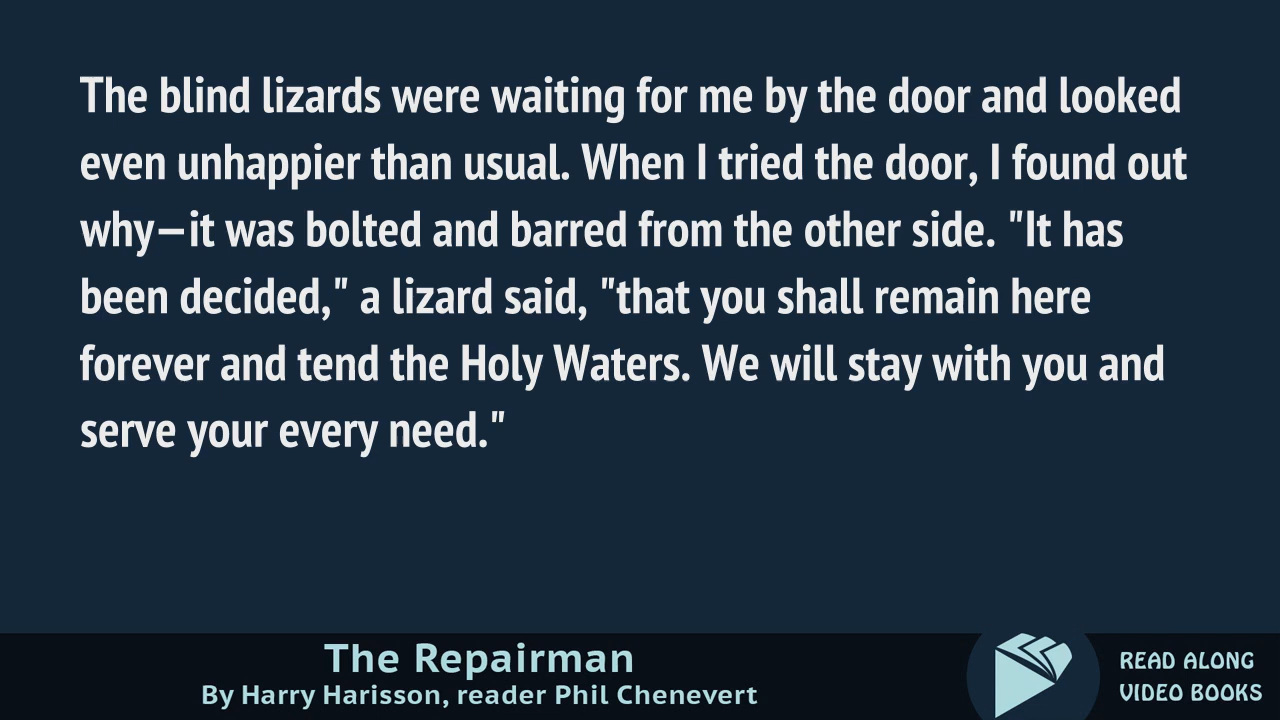 The blind lizards were waiting for me by the door and looked
even unhappier than usual. When I tried the door, I found out
why—it was bolted and barred from the other side. "It has
been decided," a lizard said, "that you shall remain here
forever and tend the Holy Waters. We will stay with you and
serve your every need."
The Repairman
By Harry Harisson, reader Phil Chenevert
READ ALONG
VIDEO BOOKS